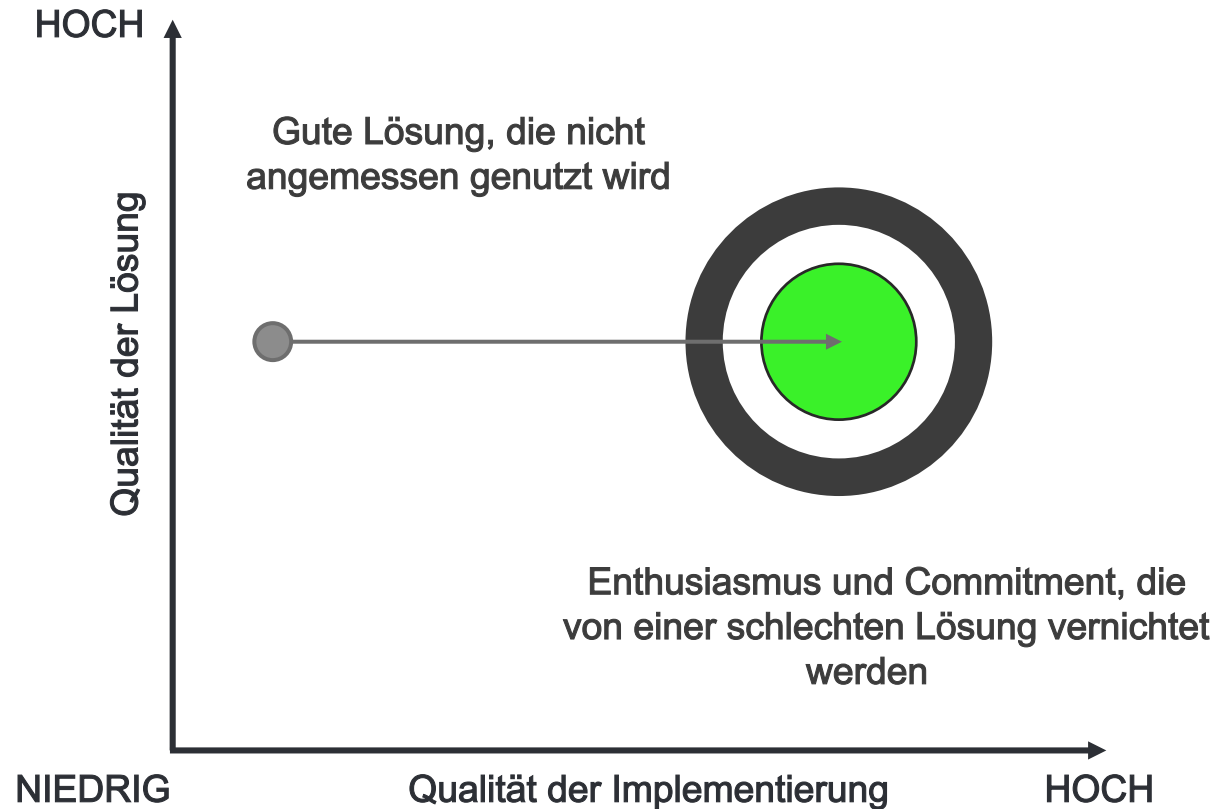 HOCH
Gute Lösung, die nicht
angemessen genutzt wird
Qualität der Lösung
Enthusiasmus und Commitment, die
von einer schlechten Lösung vernichtet
werden
NIEDRIG
Qualität der Implementierung
HOCH